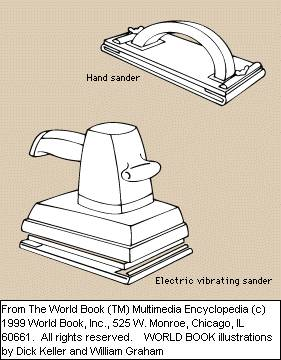 Hand sander
Electric vibrating sander
From The World Book (TM) Multimedia Encyclopedia (c)
1999 World Book, Inc., 525 W. Monroe, Chicago, IL
60661.  All rights reserved.    WORLD BOOK illustrations
by Dick Keller and William Graham